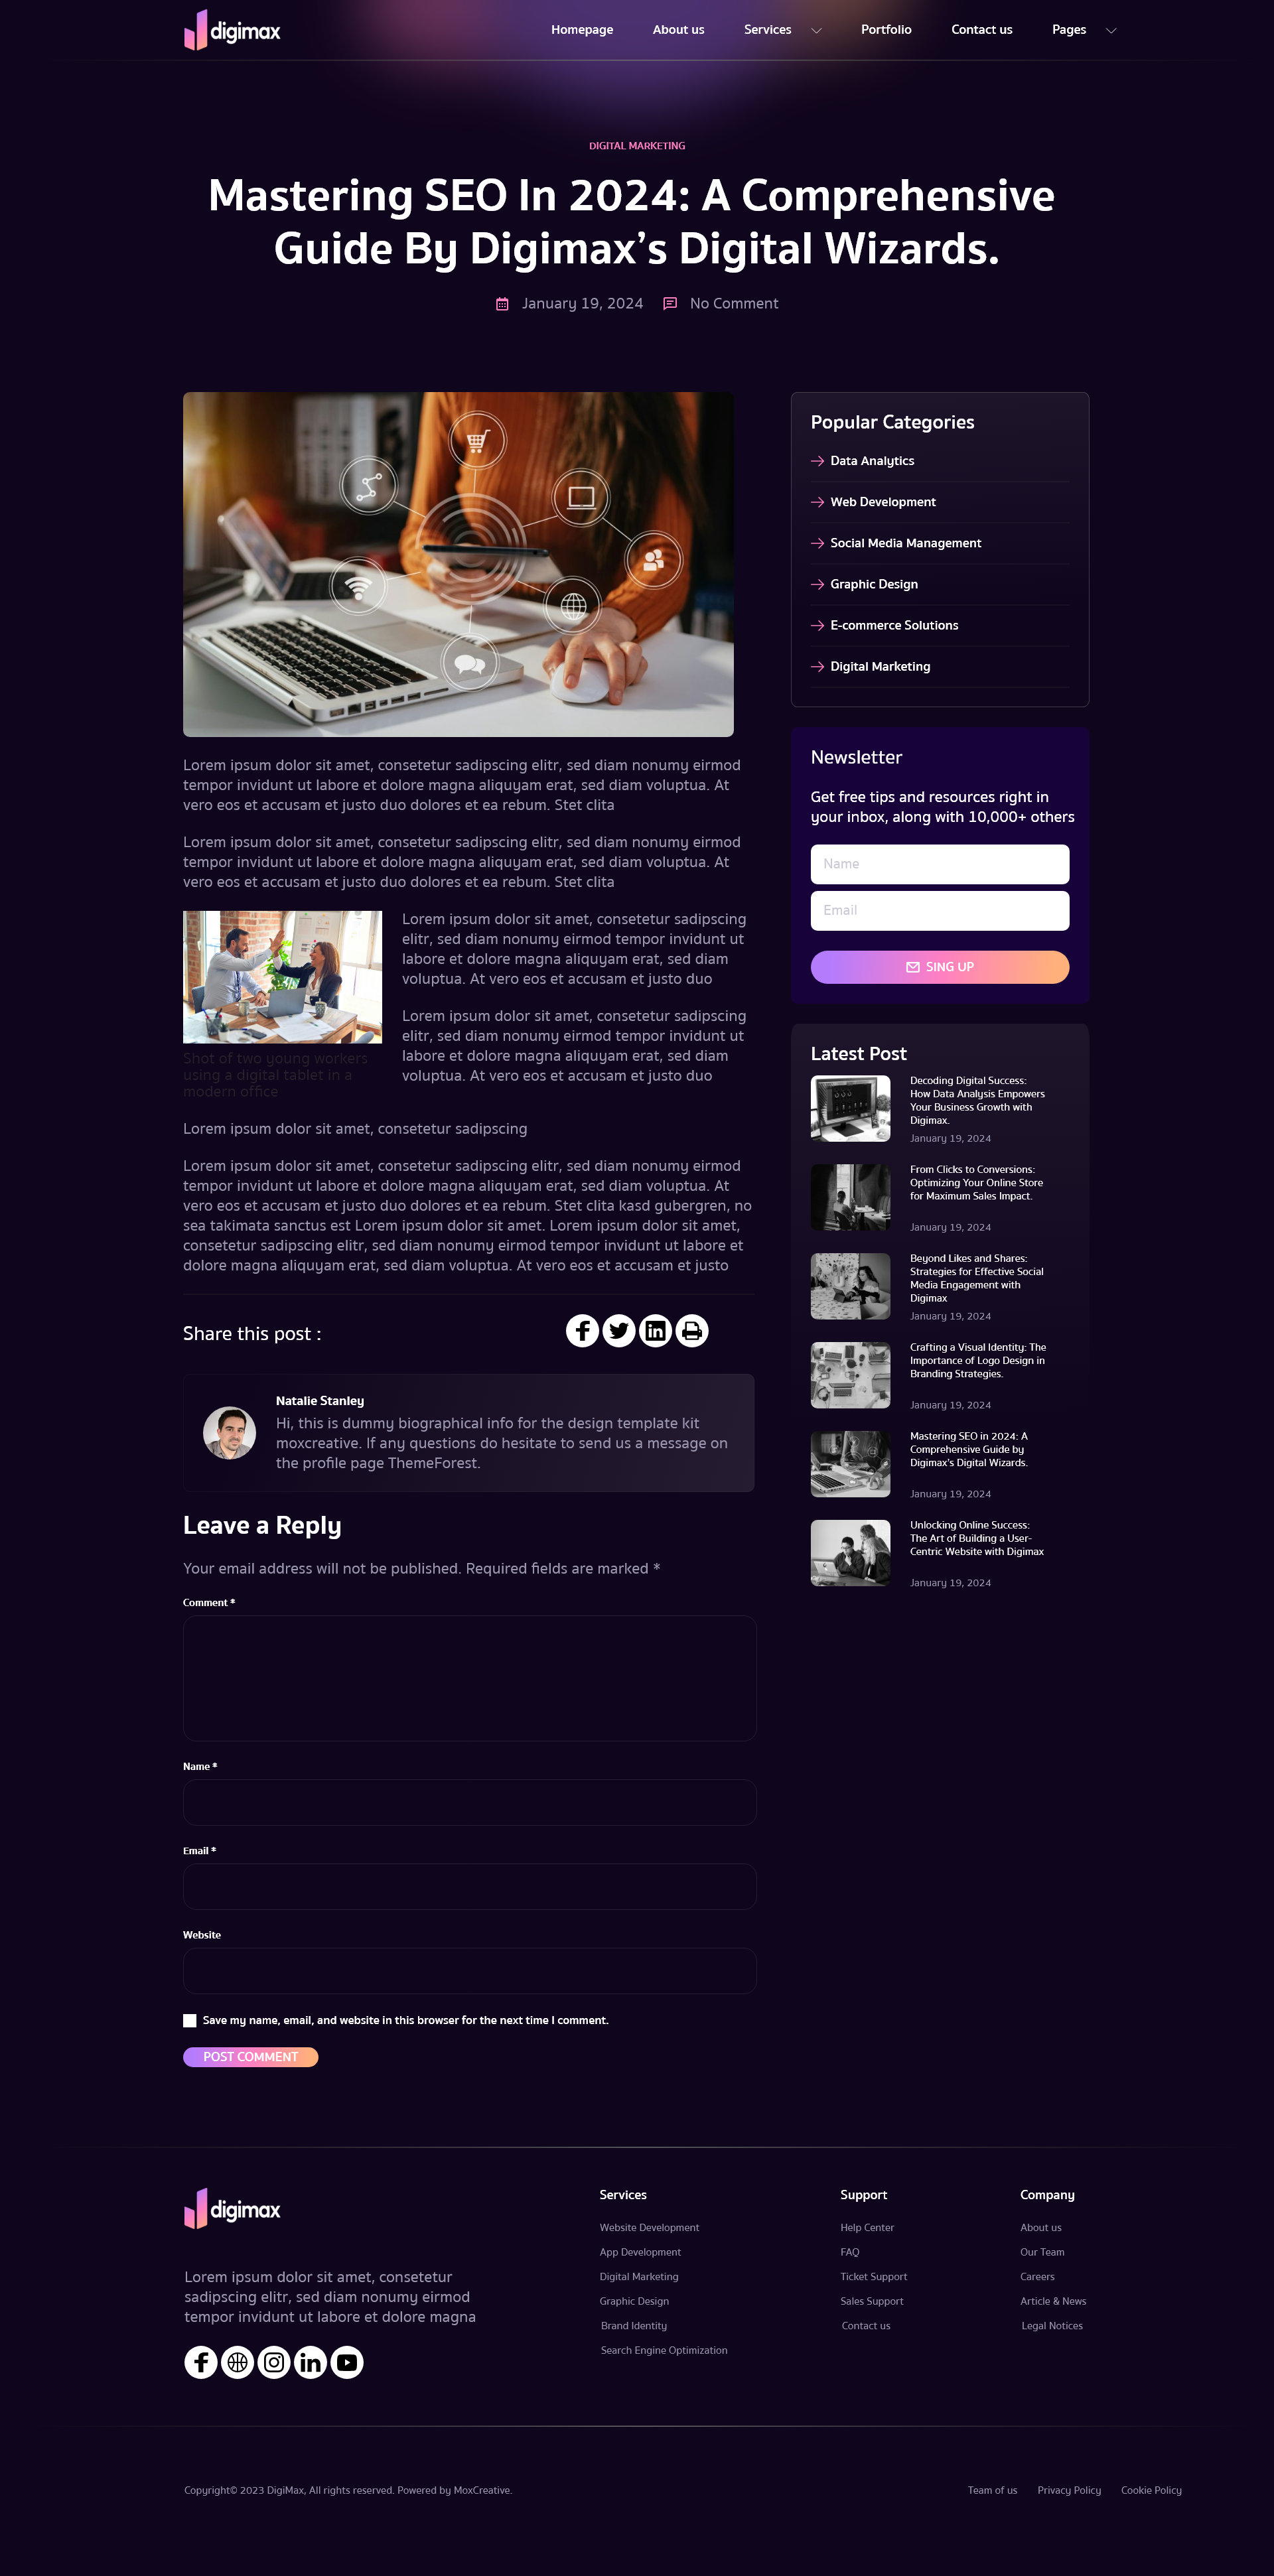 digimax
Homepage
About us
Services
Portfolio
Contact us
Pages
DIGITAL MARKETING
Mastering SEO In 2024: A Comprehensive
Guide By Digimax’s Digital Wizards.
January 19, 2024
No Comment
Lorem ipsum dolor sit amet, consetetur sadipscing elitr, sed diam nonumy eirmod
tempor invidunt ut labore et dolore magna aliquyam erat, sed diam voluptua. At
vero eos et accusam et justo duo dolores et ea rebum. Stet clita
Lorem ipsum dolor sit amet, consetetur sadipscing elitr, sed diam nonumy eirmod
tempor invidunt ut labore et dolore magna aliquyam erat, sed diam voluptua. At
vero eos et accusam et justo duo dolores et ea rebum. Stet clita
Shot of two young workers
using a digital tablet in a
modern office
Lorem ipsum dolor sit amet, consetetur sadipscing
elitr, sed diam nonumy eirmod tempor invidunt ut
labore et dolore magna aliquyam erat, sed diam
voluptua. At vero eos et accusam et justo duo
Lorem ipsum dolor sit amet, consetetur sadipscing
elitr, sed diam nonumy eirmod tempor invidunt ut
labore et dolore magna aliquyam erat, sed diam
voluptua. At vero eos et accusam et justo duo
Lorem ipsum dolor sit amet, consetetur sadipscing
Lorem ipsum dolor sit amet, consetetur sadipscing elitr, sed diam nonumy eirmod
tempor invidunt ut labore et dolore magna aliquyam erat, sed diam voluptua. At
vero eos et accusam et justo duo dolores et ea rebum. Stet clita kasd gubergren, no
sea takimata sanctus est Lorem ipsum dolor sit amet. Lorem ipsum dolor sit amet,
consetetur sadipscing elitr, sed diam nonumy eirmod tempor invidunt ut labore et
dolore magna aliquyam erat, sed diam voluptua. At vero eos et accusam et justo
Share this post :
Natalie Stanley
Hi, this is dummy biographical info for the design template kit
moxcreative. If any questions do hesitate to send us a message on
the profile page ThemeForest.
Leave a Reply
Your email address will not be published. Required fields are marked *
Comment *
Name *
Email *
Website
Save my name, email, and website in this browser for the next time I comment.
POST COMMENT
Popular Categories
Data Analytics
Web Development
Social Media Management
Graphic Design
E-commerce Solutions
Digital Marketing
Newsletter
Get free tips and resources right in
your inbox, along with 10,000+ others
Name
Email
SING UP
Latest Post
Decoding Digital Success:
How Data Analysis Empowers
Your Business Growth with
Digimax.
January 19, 2024
From Clicks to Conversions:
Optimizing Your Online Store
for Maximum Sales Impact.
January 19, 2024
Beyond Likes and Shares:
Strategies for Effective Social
Media Engagement with
Digimax
January 19, 2024
Crafting a Visual Identity: The
Importance of Logo Design in
Branding Strategies.
January 19, 2024
Mastering SEO in 2024: A
Comprehensive Guide by
Digimax's Digital Wizards.
January 19, 2024
Unlocking Online Success:
The Art of Building a User-
Centric Website with Digimax
January 19, 2024
digimax
Lorem ipsum dolor sit amet, consetetur
sadipscing elitr, sed diam nonumy eirmod
tempor invidunt ut labore et dolore magna
Services
Website Development
App Development
Digital Marketing
Graphic Design
Brand Identity
Search Engine Optimization
Support
Help Center
FAQ
Ticket Support
Sales Support
Contact us
Company
About us
Our Team
Careers
Article & News
Legal Notices
Copyright© 2023 DigiMax, All rights reserved. Powered by MoxCreative.
Team of us
Privacy Policy
Cookie Policy